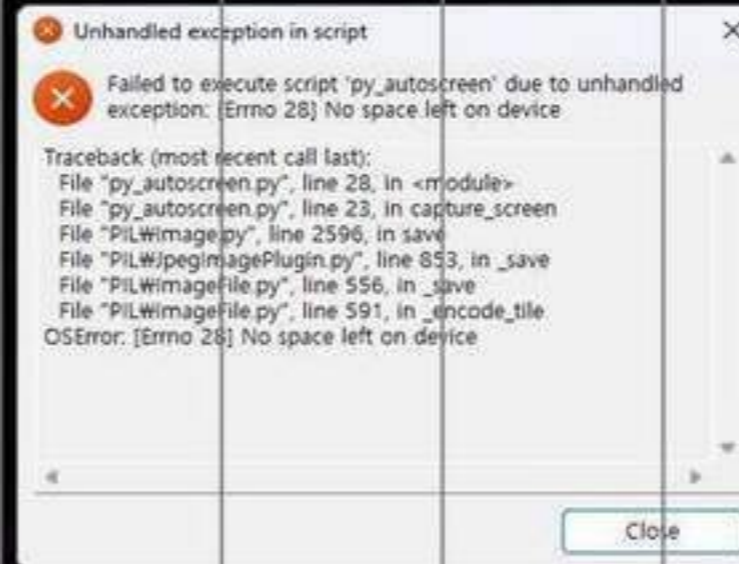 Unhandled exception in script
Failed to execute script 'py_autoscreen' due to unhandled
exception: [Errno 28] No space left on device
Traceback (most recent call last):
File "py_autoscreen.py", line 28, in <module>
File "py_autoscreen.py", line 23, in capture_screen
File "PIL₩Image.py", line 2596, in save
File "PIL₩JpegImagePlugin.py", line 853, in _save
File "PIL₩ImageFile.py", line 556, in _save
File "PIL₩ImageFile.py", line 591, in _encode_tile
OSError: [Errno 28] No space left on device
Close